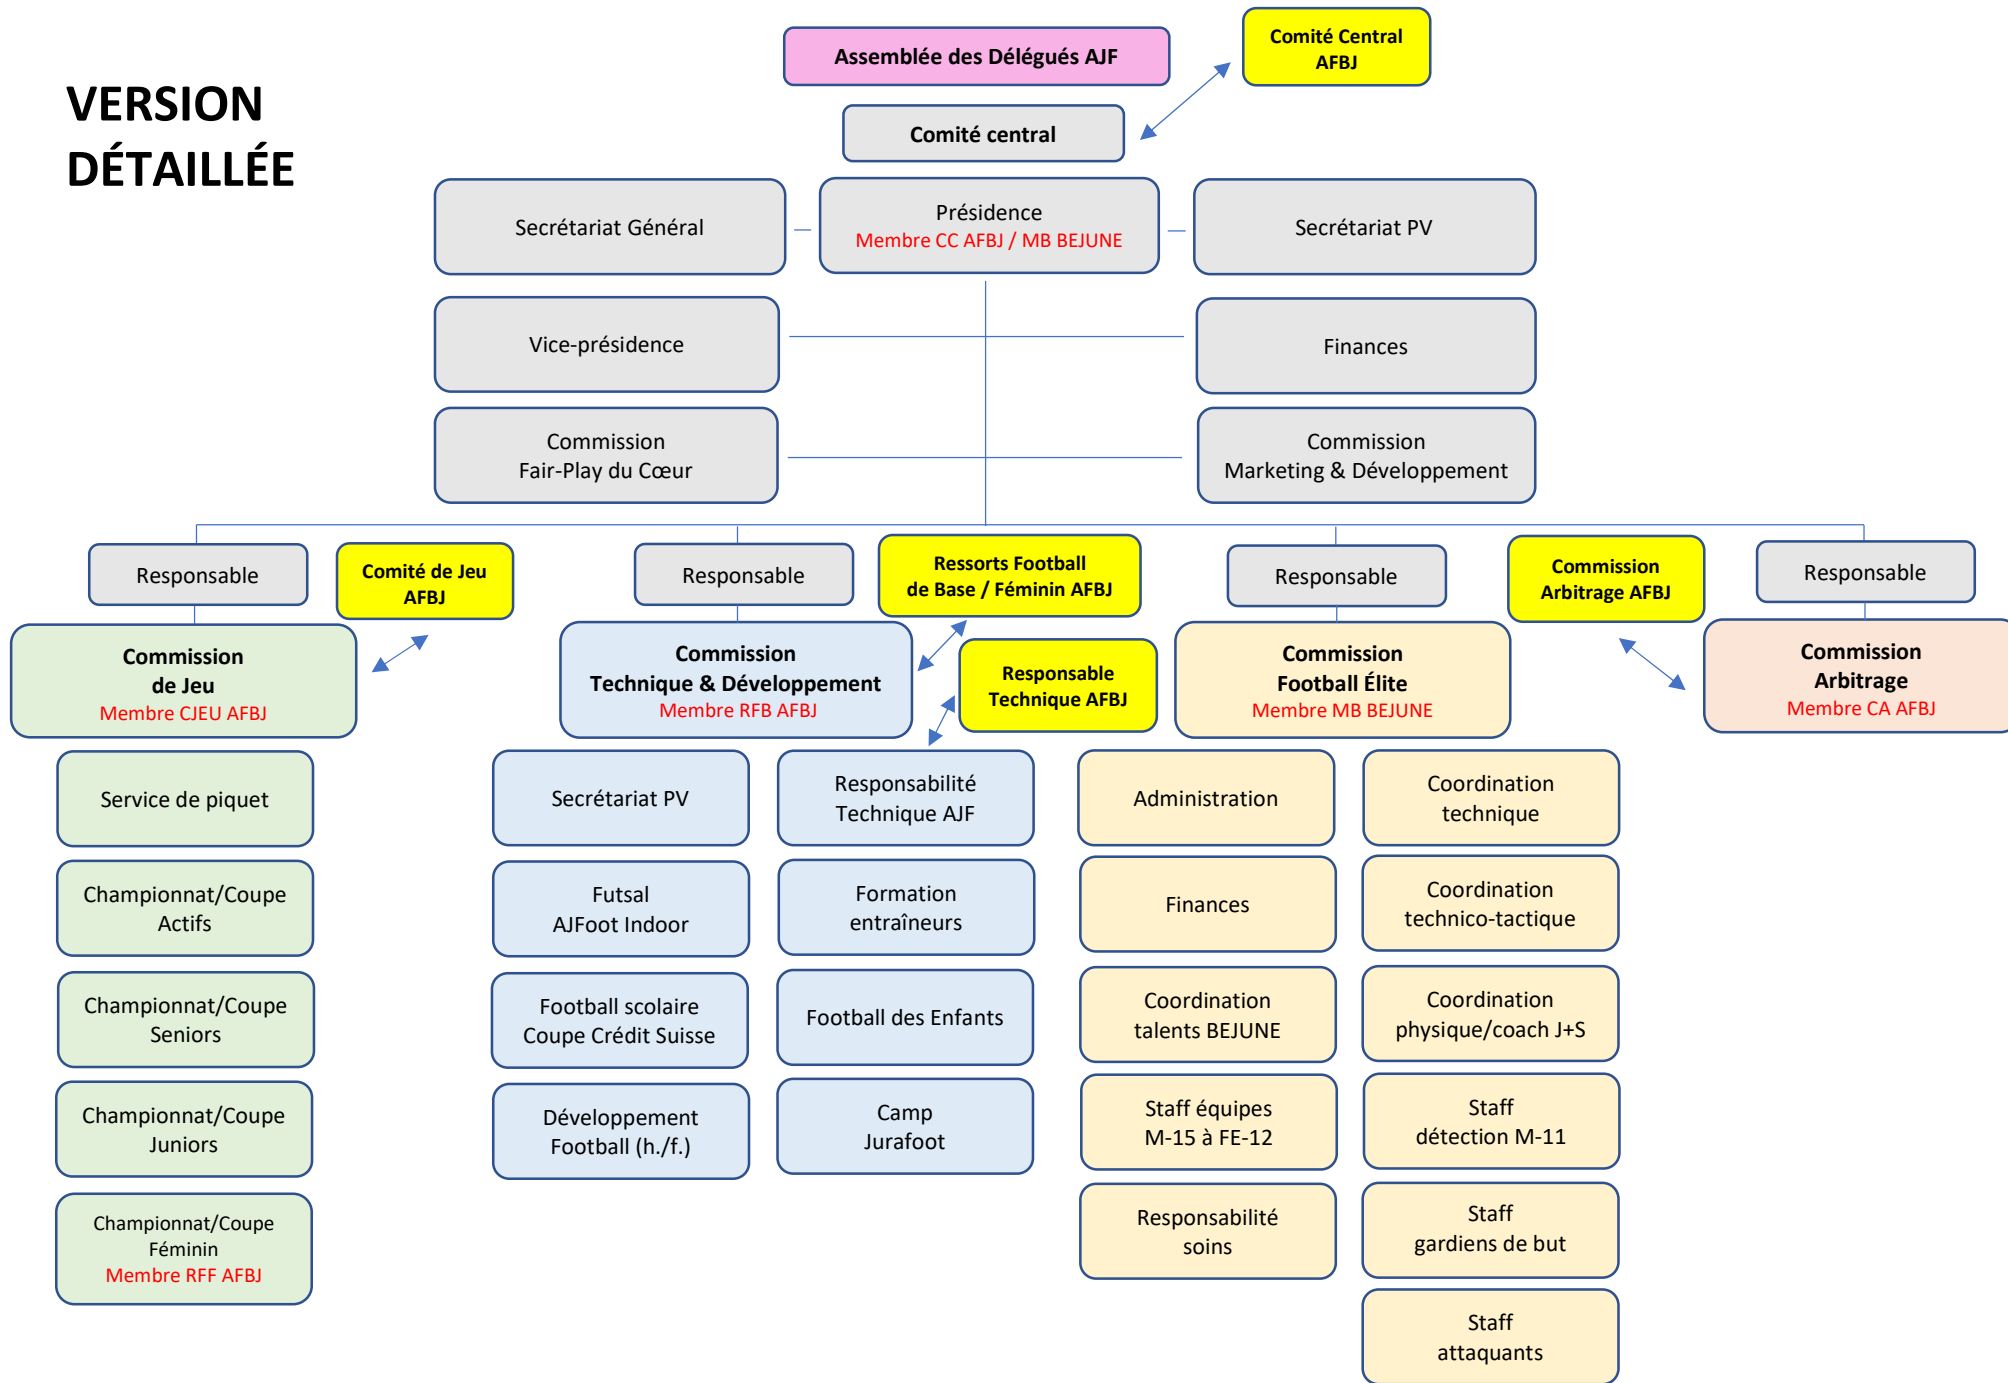 VERSION
DÉTAILLÉE
Assemblée des Délégués AJF
Comité Central
AFBJ
Comité central
Secrétariat Général
Présidence
Membre CC AFBJ / MB BEJUNE
Secrétariat PV
Vice-présidence
Finances
Commission
Fair-Play du Cœur
Commission
Marketing & Développement
Responsable
Comité de Jeu
AFBJ
Responsable
Ressorts Football
de Base / Féminin AFBJ
Responsable
Commission
Arbitrage AFBJ
Responsable
Commission
de Jeu
Membre CJEU AFBJ
Commission
Technique & Développement
Membre RFB AFBJ
Responsable
Technique AFBJ
Commission
Football Élite
Membre MB BEJUNE
Commission
Arbitrage
Membre CA AFBJ
Service de piquet
Championnat/Coupe
Actifs
Championnat/Coupe
Seniors
Championnat/Coupe
Juniors
Championnat/Coupe
Féminin
Membre RFF AFBJ
Secrétariat PV
Futsal
AJFoot Indoor
Football scolaire
Coupe Crédit Suisse
Développement
Football (h./f.)
Responsabilité
Technique AJF
Formation
entraîneurs
Football des Enfants
Camp
Jurafoot
Administration
Finances
Coordination
talents BEJUNE
Staff équipes
M-15 à FE-12
Responsabilité
soins
Coordination
technique
Coordination
technico-tactique
Coordination
physique/coach J+S
Staff
détection M-11
Staff
gardiens de but
Staff
attaquants